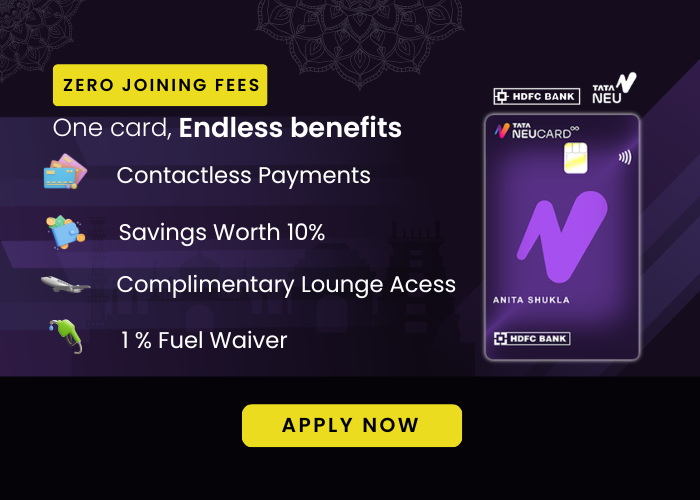 ZERO JOINING FEES
One card, Endless benefits
Contactless Payments
Savings Worth 10%
Complimentary Lounge Acess
1 % Fuel Waiver
HDFC BANK
TATA
NEU
TATA
NEUCARD∞
ANITA SHUKLA
HDFC BANK
APPLY NOW